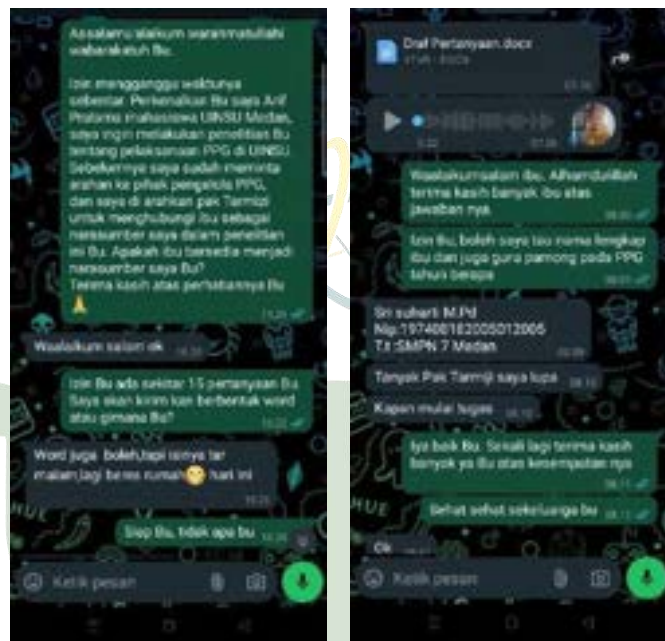 Assalamu'alaikum warahmatullahi
wabarakatuh Bu.
Izin mengganggu waktunya
sebentar. Perkenalkan Bu saya Arif
Pratomo mahasiswa UINSU Medan,
saya ingin melakukan penelitian Bu
tentang pelaksanaan PPG di UINSU
Sebelumnya saya sudah meminta
arahan ke pihak pengelola PPG,
dan saya di arahkan pak Tarmizi
untuk menghubungi ibu sebagai
narasumber saya dalam penelitian
ini Bu. Apakah ibu bersedia menjadi
narasumber saya Bu?
Terima kasih atas perhatiannya Bu
🙏
Waalaikum salam ok
Izin Bu ada sekitar 15 pertanyaan Bu
Saya akan kirim kan berbentuk word
atau gimana Bu?
Word juga boleh,tapi isinya tar
malam,lagi beres rumah hari ini
Siap Bu, tidak apa bu
Ketik pesan
Draf Pertanyaan.docx
Waalaikumsalam ibu. Alhamdulillah
terima kasih banyak ibu atas
jawaban nya
Izin Bu, boleh saya tau nama lengkap
ibu dan juga guru pamong pada PPG
tahun berapa
Sri suharti M.Pd
Nip:197408182005012005
T.t :SMPN 7 Medan
Tanyak Pak Tarmiji saya lupa
Kapan mulai tugas
Iya baik Bu. Sekali lagi terima kasih
banyak ya Bu atas kesempatan nya
Sehat sehat sekeluarga bu
Ok
Ketik pesan